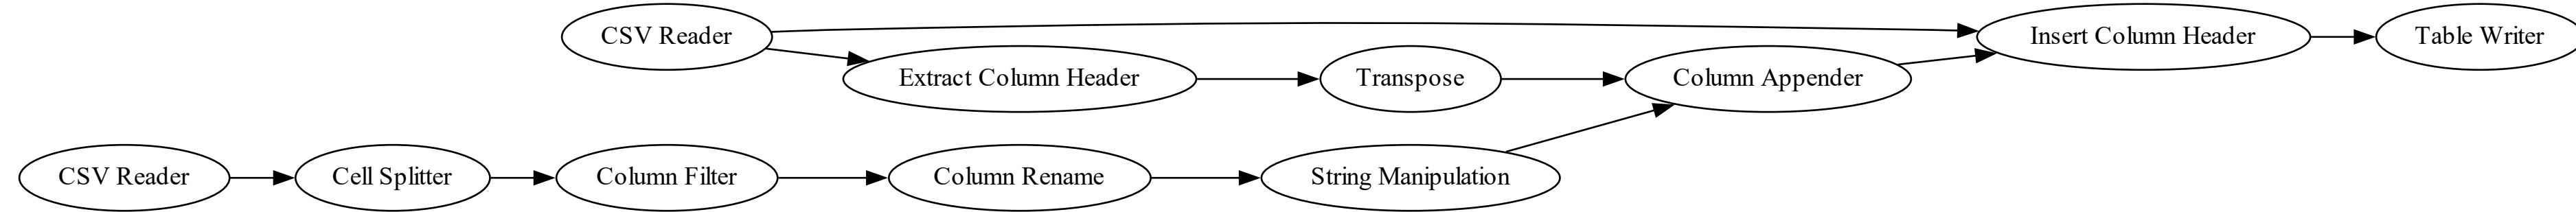 CSV Reader
Insert Column Header
Table Writer
Extract Column Header
Transpose
Column Appender
CSV Reader
Cell Splitter
Column Filter
Column Rename
String Manipulation